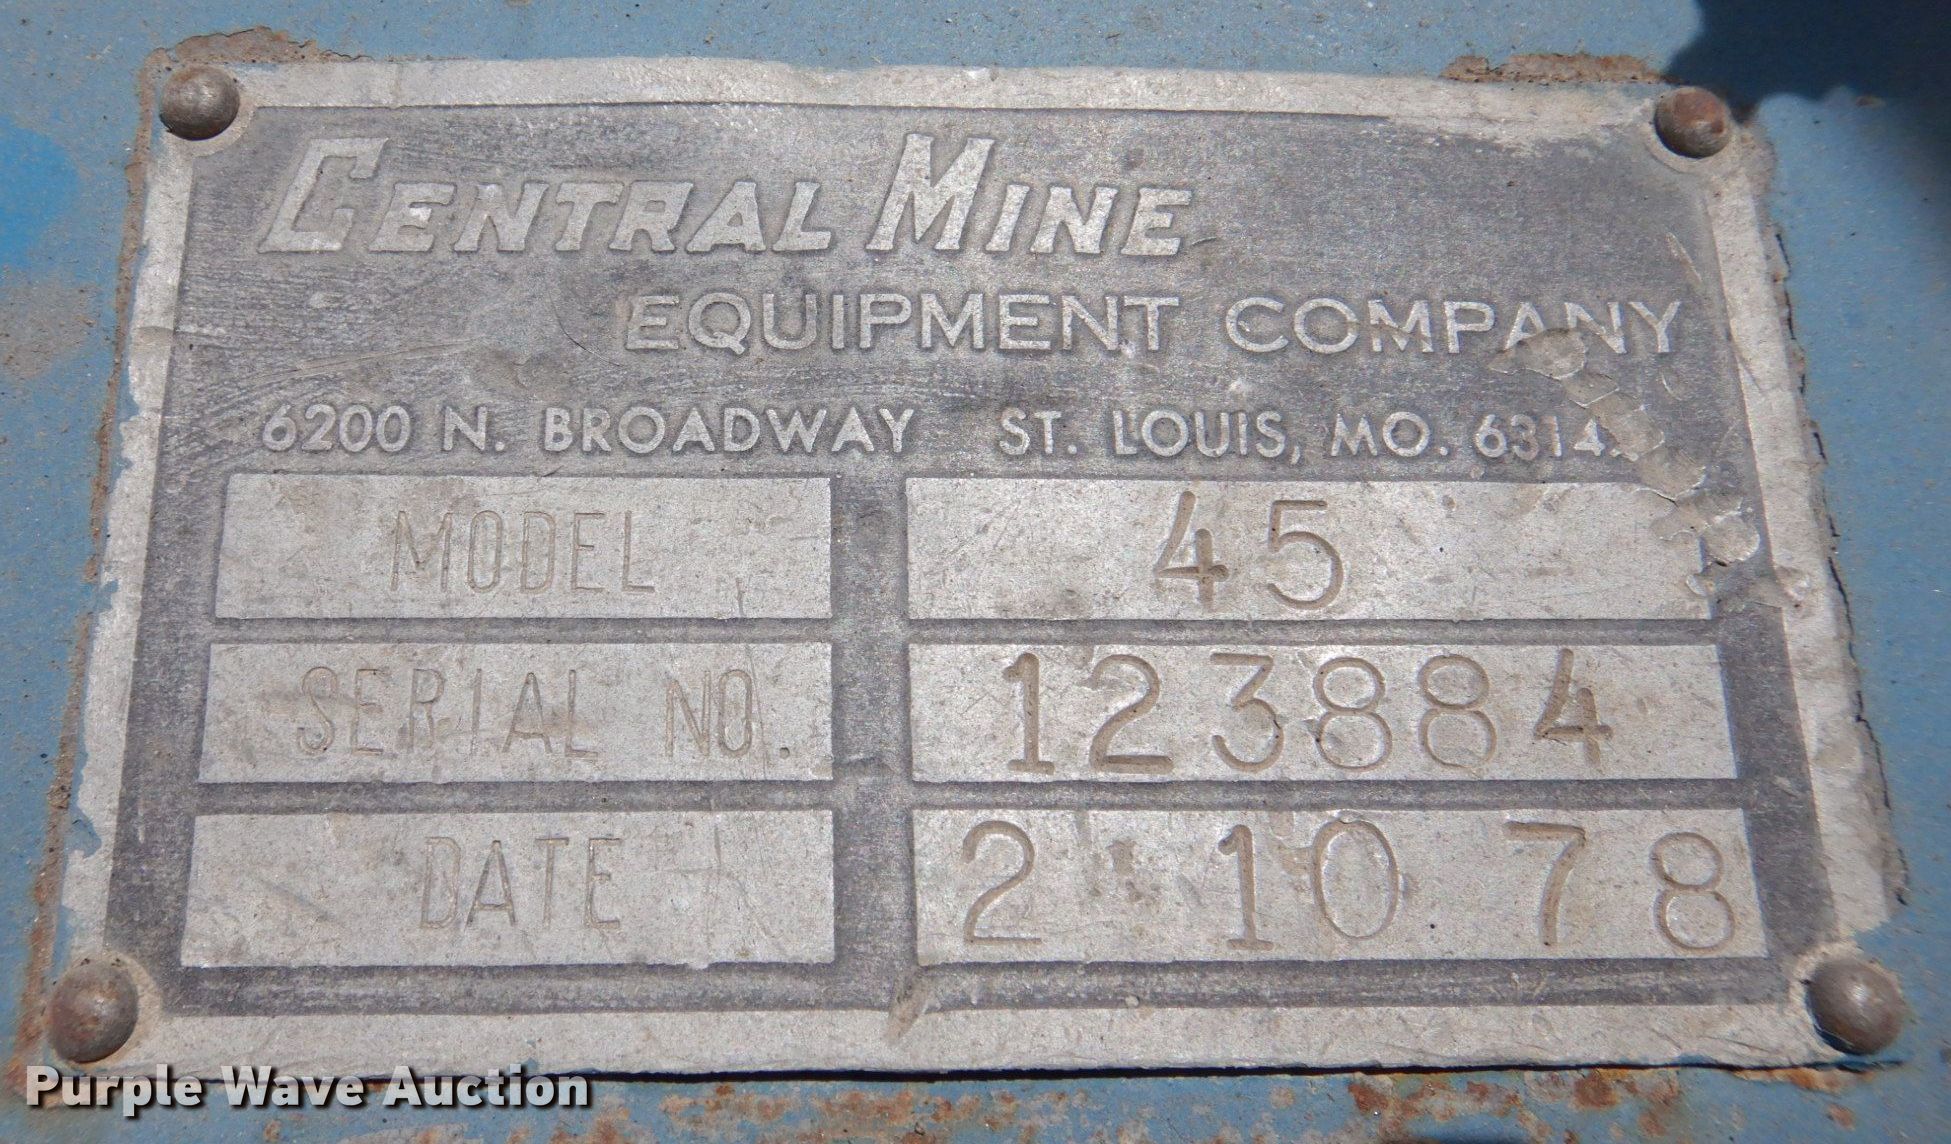 CENTRAL MINE
EQUIPMENT COMPANY
6200 N. BROADWAY ST. LOUIS, MO.
MODEL 45
SERIAL NO. 123884
DATE 2 10 78
Purple Wave Auction